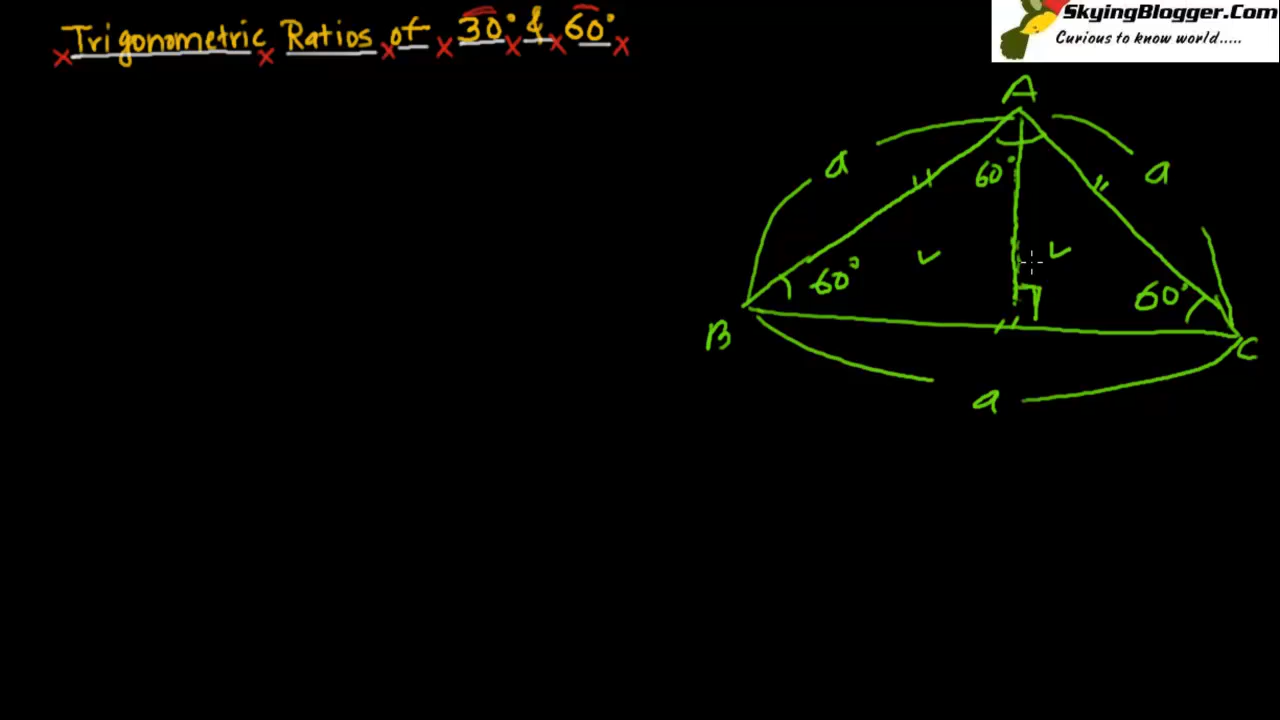 Trigonometric Ratios of 30° & 60°
SkyingBlogger.Com
Curious to know world.....
A
a
a
60°
60°
60°
B
C
a